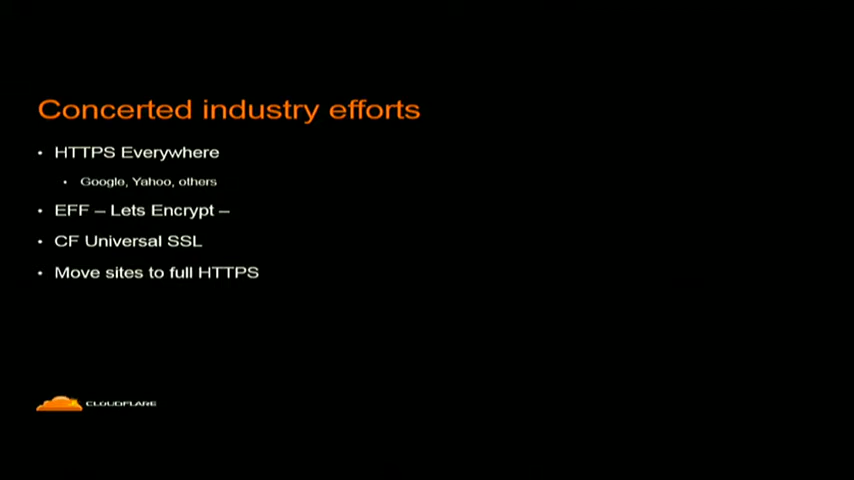 Concerted industry efforts
• HTTPS Everywhere
• Google, Yahoo, others
• EFF – Lets Encrypt –
• CF Universal SSL
• Move sites to full HTTPS
CLOUDFLARE